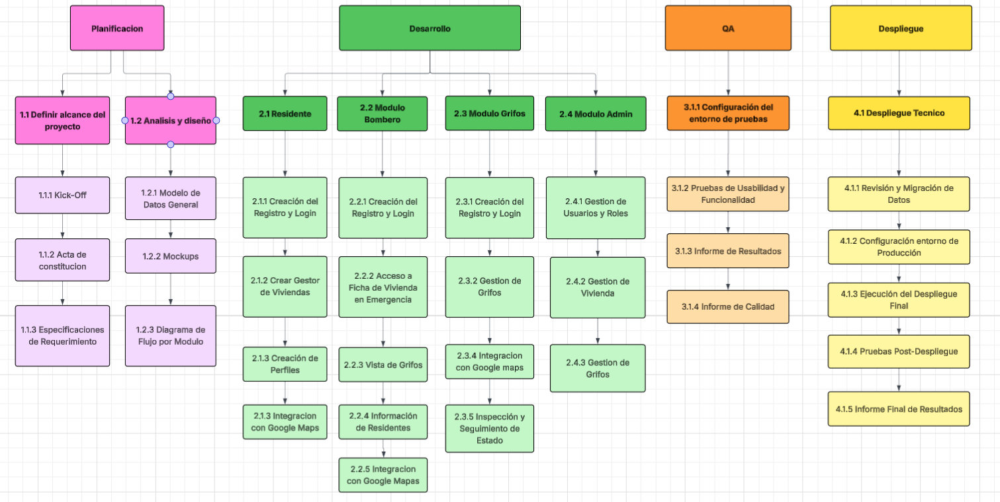 Planificacion
Desarrollo
QA
Despliegue
1.1 Definir alcance del
proyecto
1.2 Analisis y diseño
2.1 Residente
2.2 Modulo
Bombero
2.3 Modulo Grifos
2.4 Modulo Admin
3.1.1 Configuración del
entorno de pruebas
4.1 Despliegue Tecnico
1.1.1 Kick-Off
1.1.2 Acta de
constitucion
1.1.3 Especificaciones
de Requerimiento
1.2.1 Modelo de
Datos General
1.2.2 Mockups
1.2.3 Diagrama de
Flujo por Modulo
2.1.1 Creación del
Registro y Login
2.1.2 Crear Gestor
de Viviendas
2.1.3 Creación de
Perfiles
2.1.3 Integracion
con Google Maps
2.2.1 Creación del
Registro y Login
2.2.2 Acceso a
Ficha de Vivienda
en Emergencia
2.2.3 Vista de Grifos
2.2.4 Información
de Residentes
2.2.5 Integracion
con Google Mapas
2.3.1 Creación del
Registro y Login
2.3.2 Gestion de
Grifos
2.3.4 Integracion
con Google maps
2.3.5 Inspección y
Seguimiento de
Estado
2.4.1 Gestion de
Usuarios y Roles
2.4.2 Gestion de
Vivienda
2.4.3 Gestion de
Grifos
3.1.2 Pruebas de Usabilidad y
Funcionalidad
3.1.3 Informe de Resultados
3.1.4 Informe de Calidad
4.1.1 Revisión y Migración de
Datos
4.1.2 Configuración entorno de
Producción
4.1.3 Ejecución del Despliegue
Final
4.1.4 Pruebas Post-Despliegue
4.1.5 Informe Final de Resultados